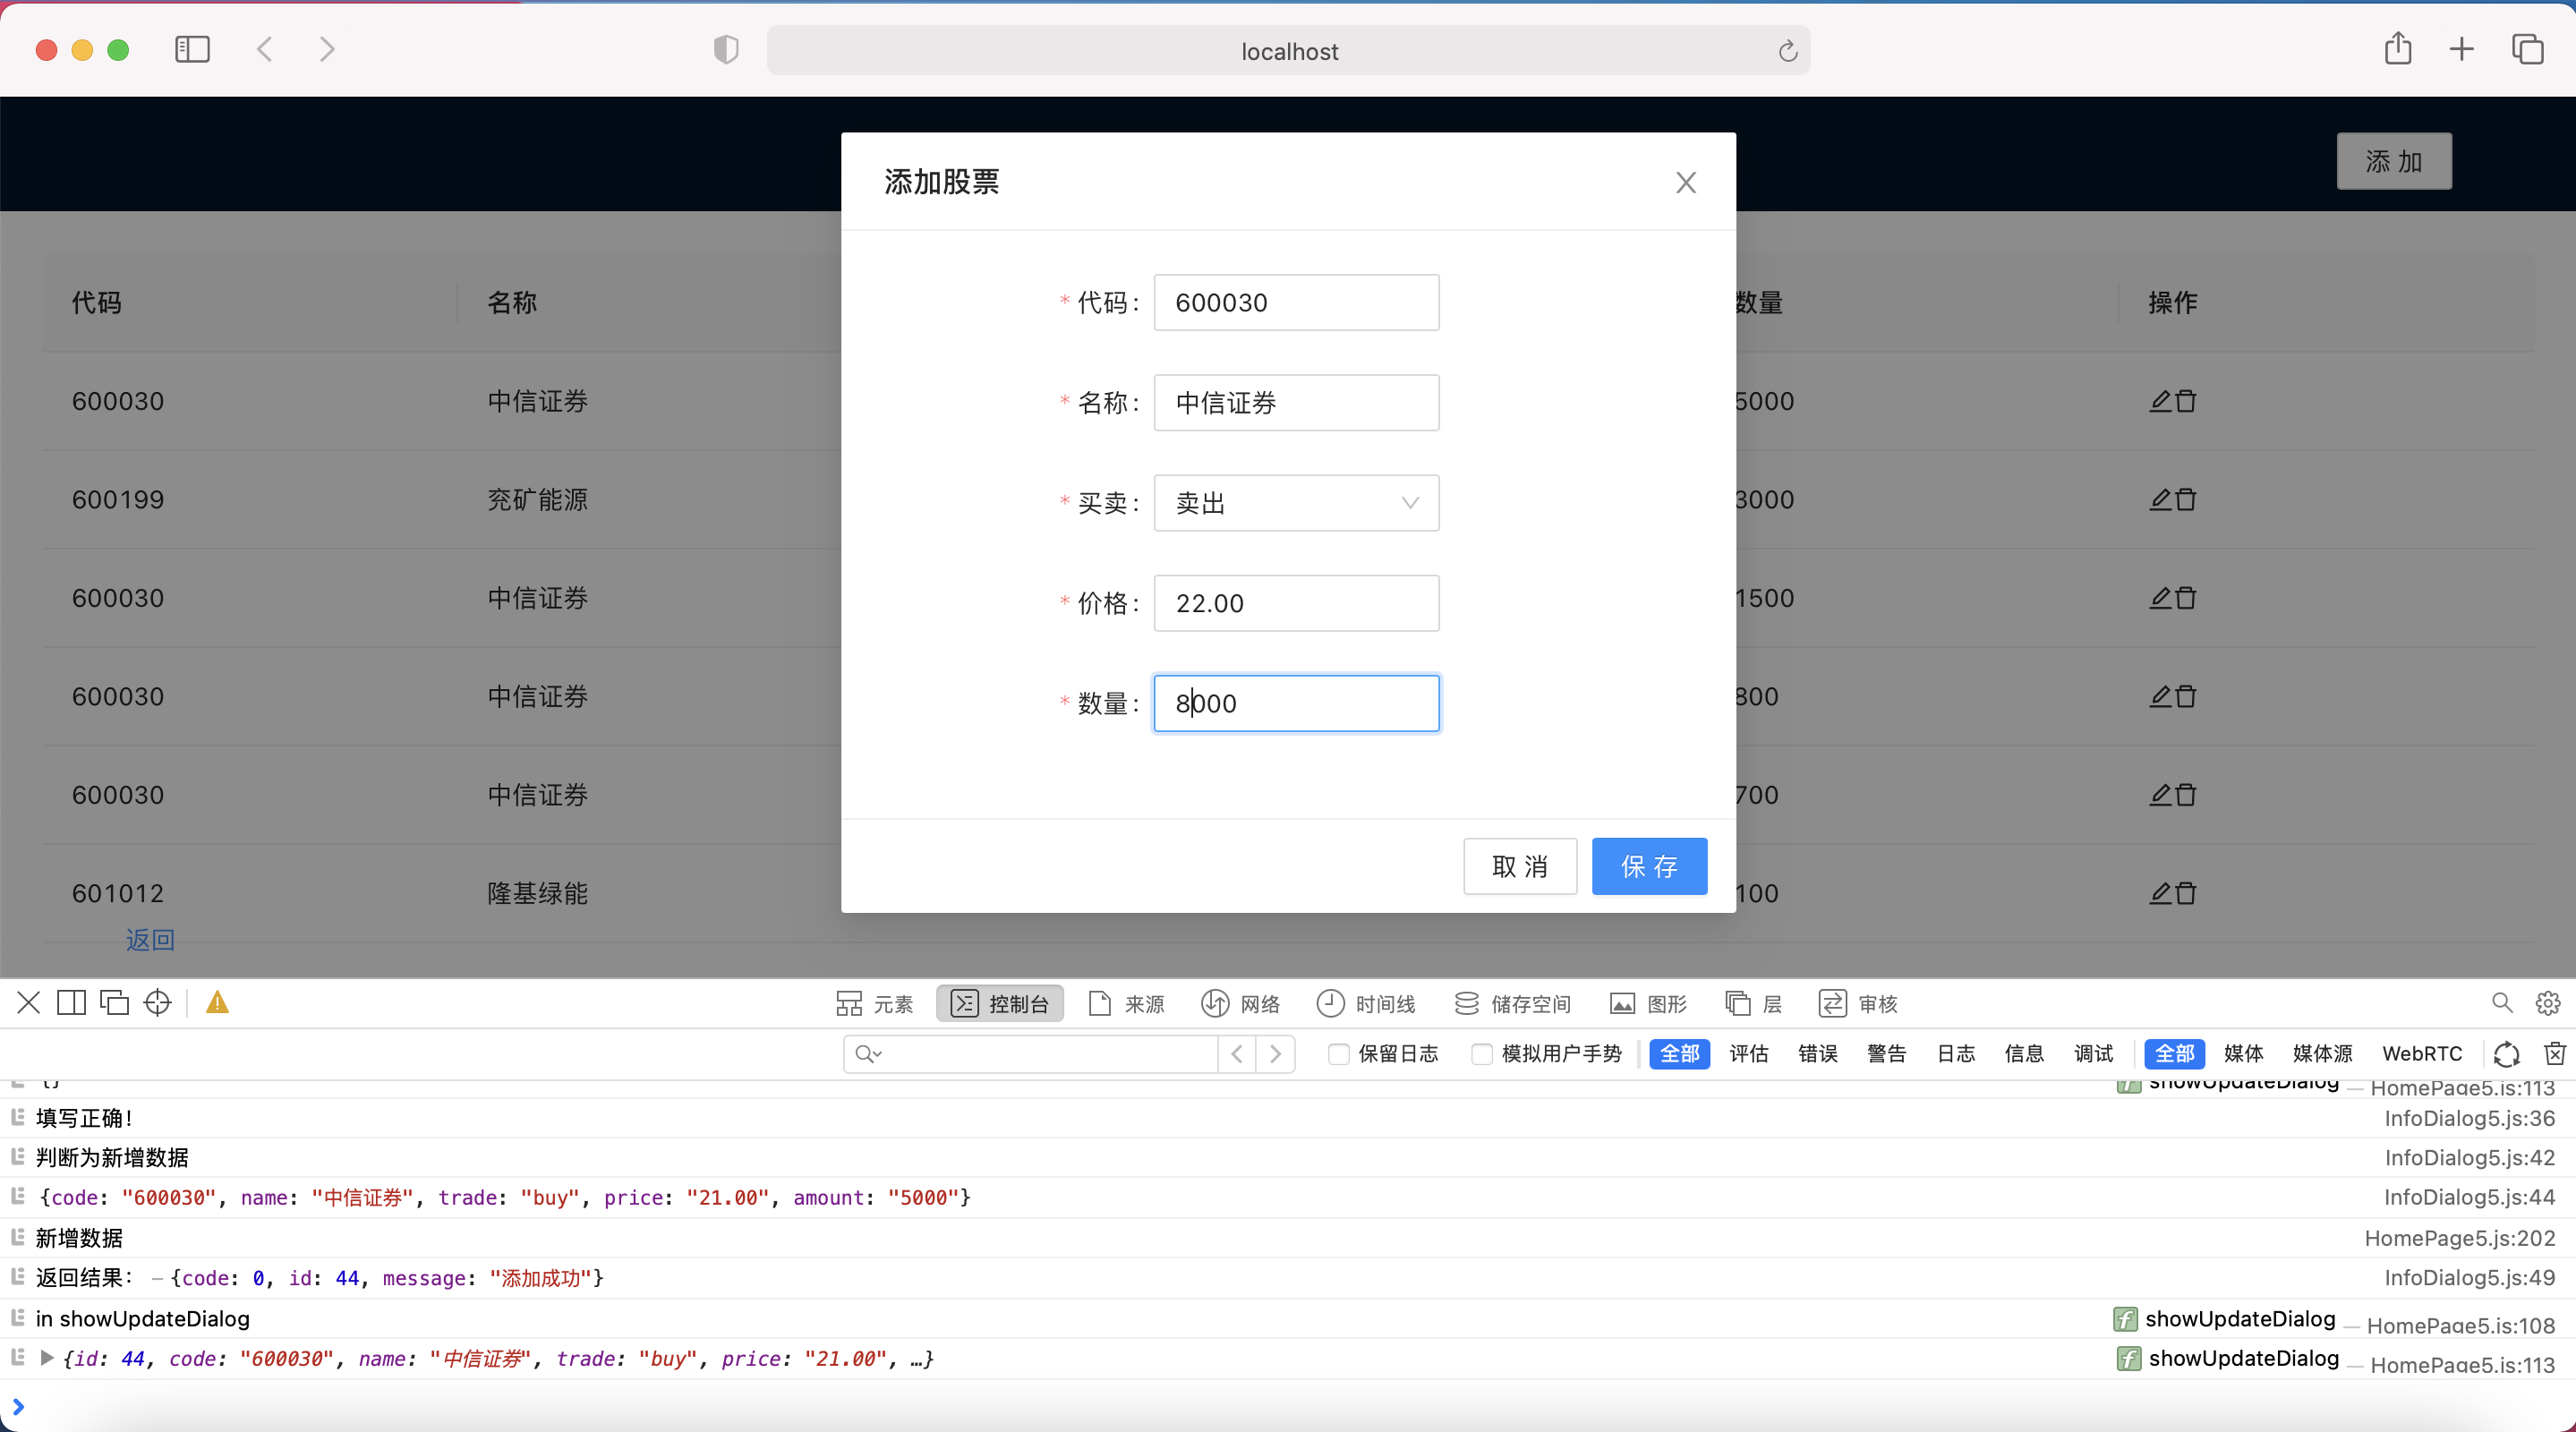 localhost
添 加
添加股票
* 代码: 600030
* 名称: 中信证券
* 买卖: 卖出
* 价格: 22.00
* 数量: 8000
取 消 保 存
代码 名称 数量 操作
600030 中信证券 5000
600199 兖矿能源 3000
600030 中信证券 1500
600030 中信证券 800
600030 中信证券 700
601012 隆基绿能 100
返回
元素 控制台 来源 网络 时间线 储存空间 图形 层 审核
保留日志 模拟用户手势 全部 评估 错误 警告 日志 信息 调试 全部 媒体 媒体源 WebRTC
{} showUpdateDialog — HomePage5.js:113
填写正确! InfoDialog5.js:36
判断为新增数据 InfoDialog5.js:42
{code: "600030", name: "中信证券", trade: "buy", price: "21.00", amount: "5000"} InfoDialog5.js:44
新增数据 HomePage5.js:202
返回结果: – {code: 0, id: 44, message: "添加成功"} InfoDialog5.js:49
in showUpdateDialog f showUpdateDialog — HomePage5.js:108
{id: 44, code: "600030", name: "中信证券", trade: "buy", price: "21.00", …} f showUpdateDialog — HomePage5.js:113